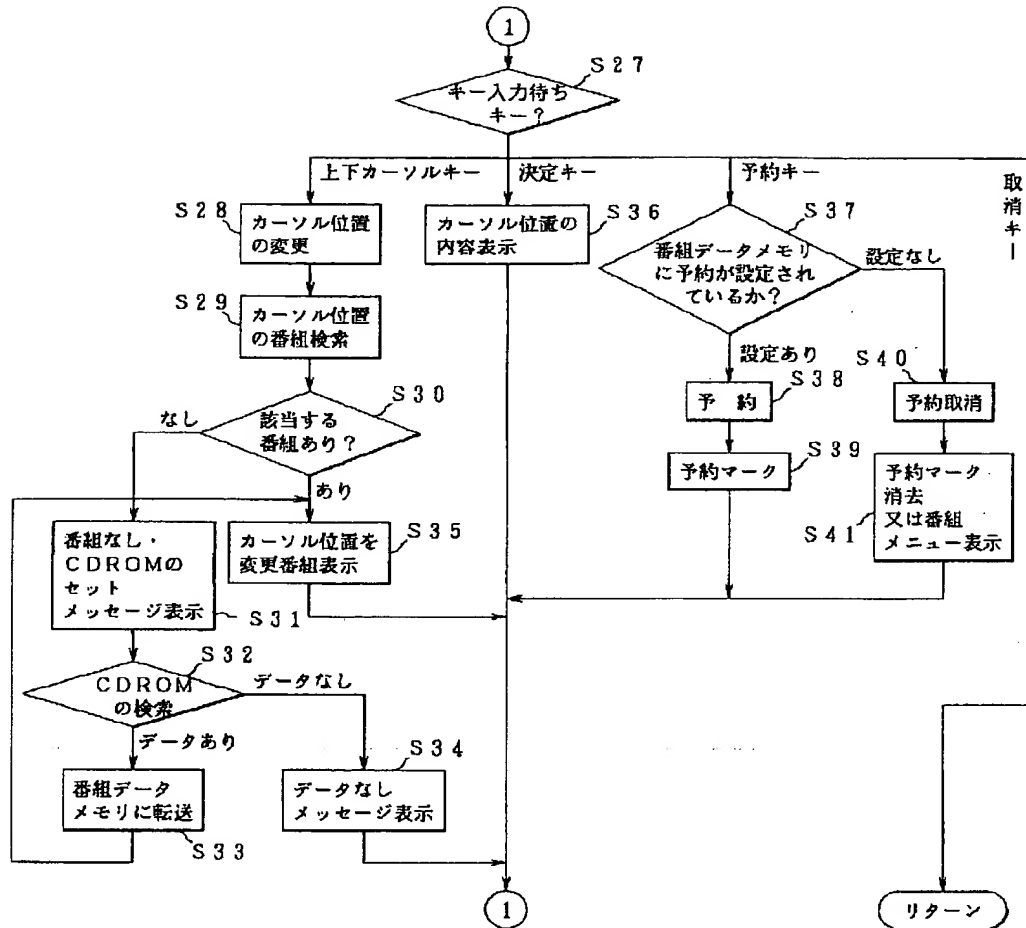 1
S27
キー入力待ち
キー？
上下カーソルキー
決定キー
予約キー
取消キー
S28
カーソル位置
の変更
S36
カーソル位置の
内容表示
S37
番組データメモリ
に予約が設定され
ているか？
設定なし
設定あり
S29
カーソル位置
の番組検索
S30
該当する
番組あり？
なし
あり
S38
予 約
S40
予約取消
S39
予約マーク
S41
予約マーク
消去
又は番組
メニュー表示
S31
番組なし・
CDROMの
セット
メッセージ表示
S35
カーソル位置を
変更番組表示
S32
CDROM
の検索
データなし
データあり
S33
番組データ
メモリに転送
S34
データなし
メッセージ表示
1
リターン